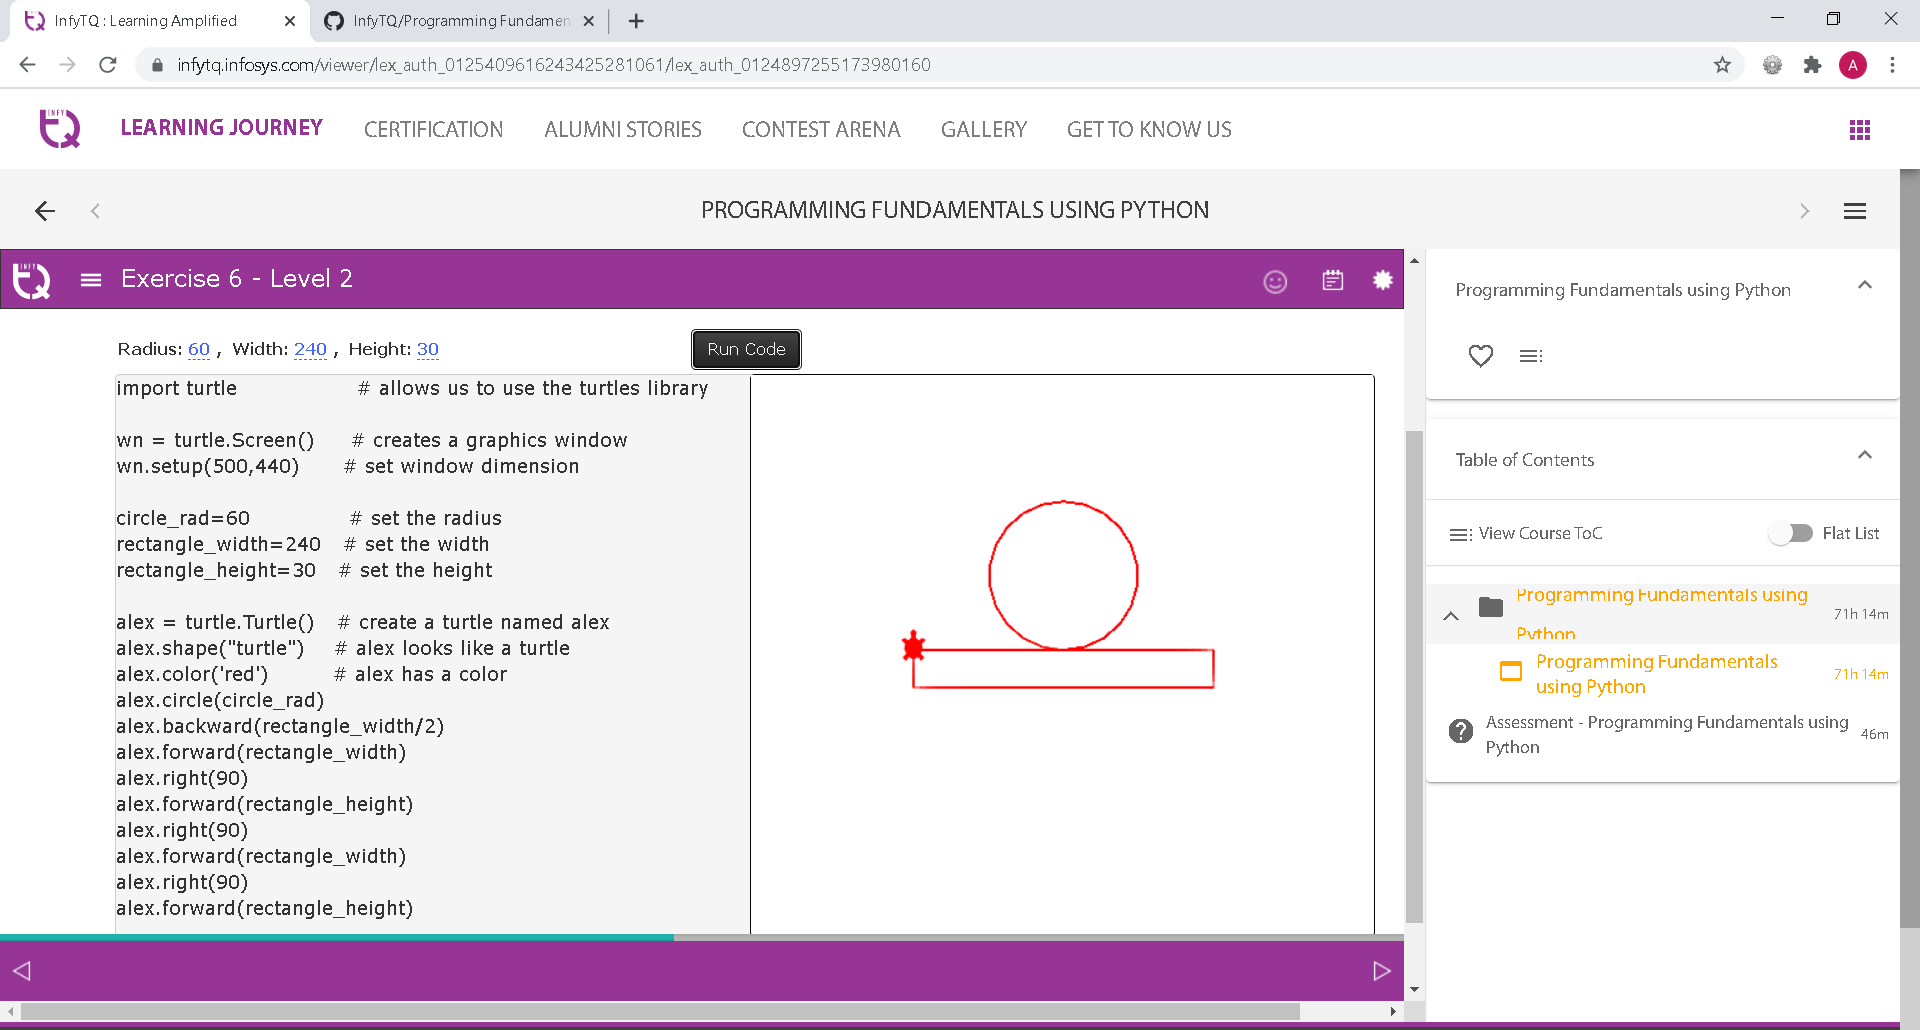 InfyTQ : Learning Amplified
InfyTQ/Programming Fundamen
infytq.infosys.com/viewer/lex_auth_0125409616243425281061/lex_auth_0124897255173980160
A
INFY
TQ
LEARNING JOURNEY
CERTIFICATION
ALUMNI STORIES
CONTEST ARENA
GALLERY
GET TO KNOW US
PROGRAMMING FUNDAMENTALS USING PYTHON
INFY
TQ
Exercise 6 - Level 2
Radius: 60 , Width: 240 , Height: 30
Run Code
import turtle # allows us to use the turtles library
wn = turtle.Screen() # creates a graphics window
wn.setup(500,440) # set window dimension
circle_rad=60 # set the radius
rectangle_width=240 # set the width
rectangle_height=30 # set the height
alex = turtle.Turtle() # create a turtle named alex
alex.shape("turtle") # alex looks like a turtle
alex.color('red') # alex has a color
alex.circle(circle_rad)
alex.backward(rectangle_width/2)
alex.forward(rectangle_width)
alex.right(90)
alex.forward(rectangle_height)
alex.right(90)
alex.forward(rectangle_width)
alex.right(90)
alex.forward(rectangle_height)
Programming Fundamentals using Python
Table of Contents
View Course ToC
Flat List
Programming Fundamentals using
Python
71h 14m
Programming Fundamentals
using Python
71h 14m
Assessment - Programming Fundamentals using
Python
46m